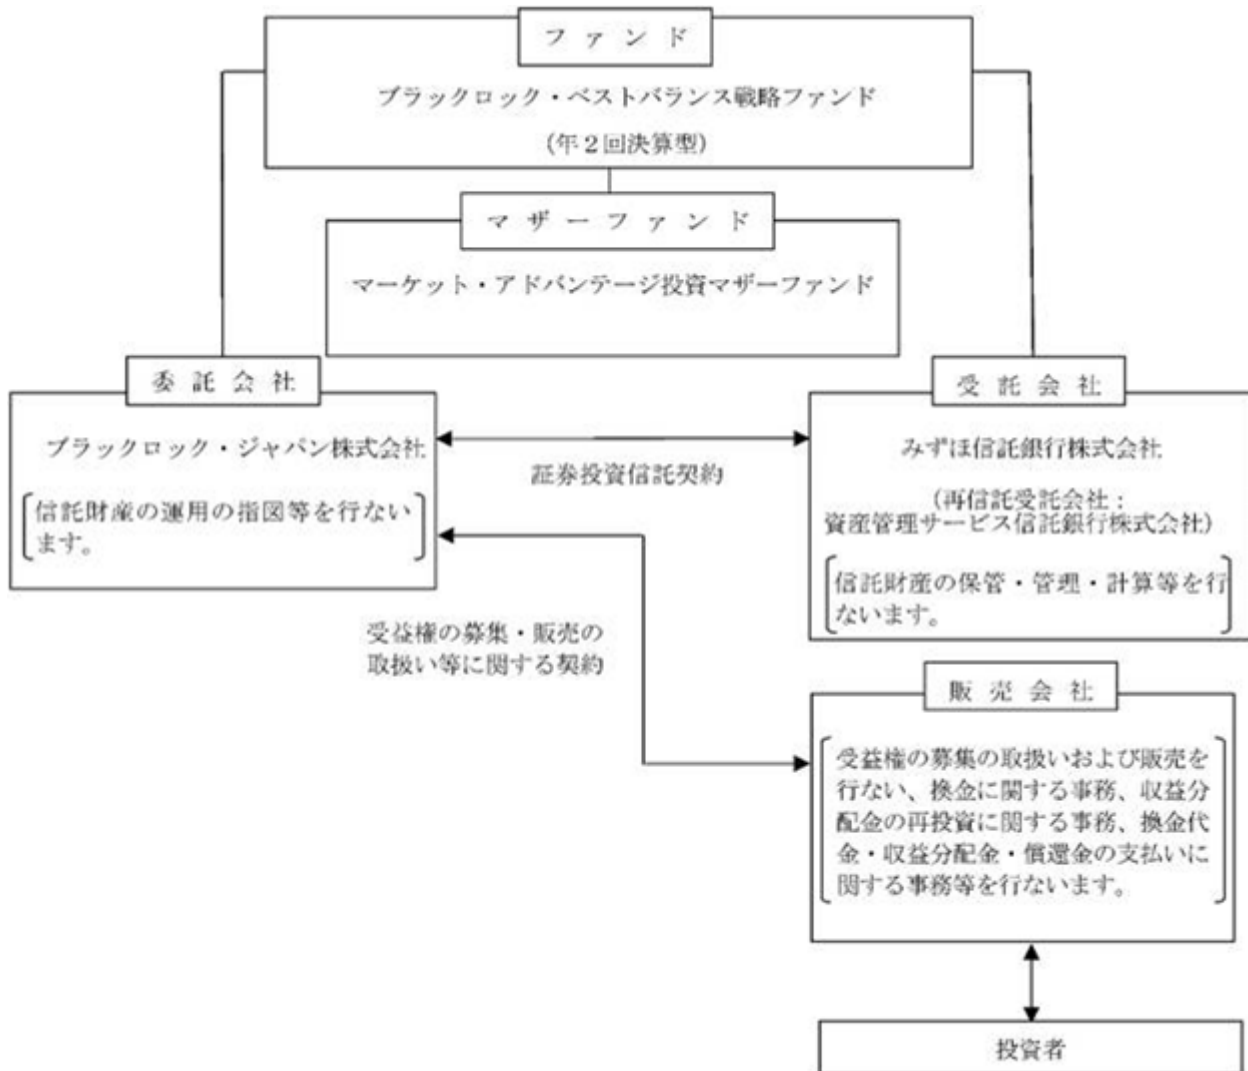 ファンド
ブラックロック・ベストバランス戦略ファンド
(年２回決算型)
マザーファンド
マーケット・アドバンテージ投資マザーファンド
委託会社
ブラックロック・ジャパン株式会社
信託財産の運用の指図等を行ない
ます。
証券投資信託契約
受託会社
みずほ信託銀行株式会社
(再信託受託会社：
資産管理サービス信託銀行株式会社)
信託財産の保管・管理・計算等を行
ないます。
受益権の募集・販売の
取扱い等に関する契約
販売会社
受益権の募集の取扱いおよび販売を
行ない、換金に関する事務、収益分
配金の再投資に関する事務、換金代
金・収益分配金・償還金の支払いに
関する事務等を行ないます。
投資者